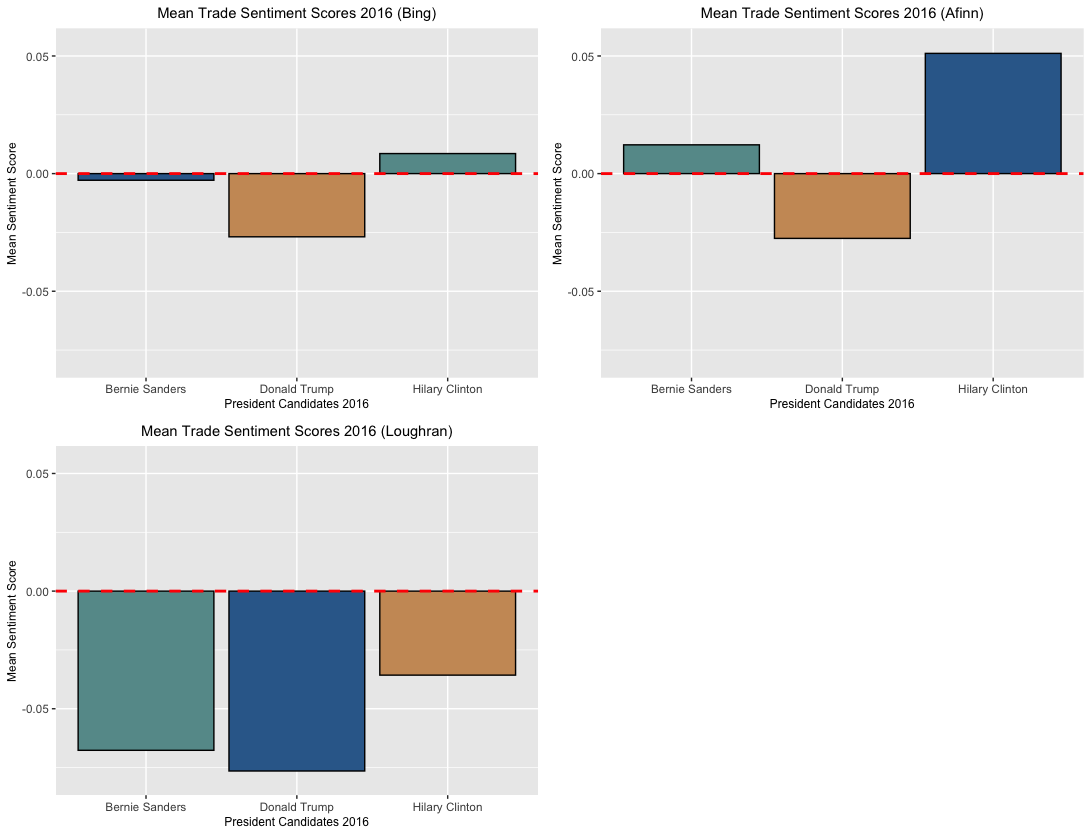 Mean Trade Sentiment Scores 2016 (Bing)
0.05
0.00
-0.05
Mean Sentiment Score
Bernie Sanders Donald Trump Hilary Clinton
President Candidates 2016
Mean Trade Sentiment Scores 2016 (Afinn)
0.05
0.00
-0.05
Mean Sentiment Score
Bernie Sanders Donald Trump Hilary Clinton
President Candidates 2016
Mean Trade Sentiment Scores 2016 (Loughran)
0.05
0.00
-0.05
Mean Sentiment Score
Bernie Sanders Donald Trump Hilary Clinton
President Candidates 2016